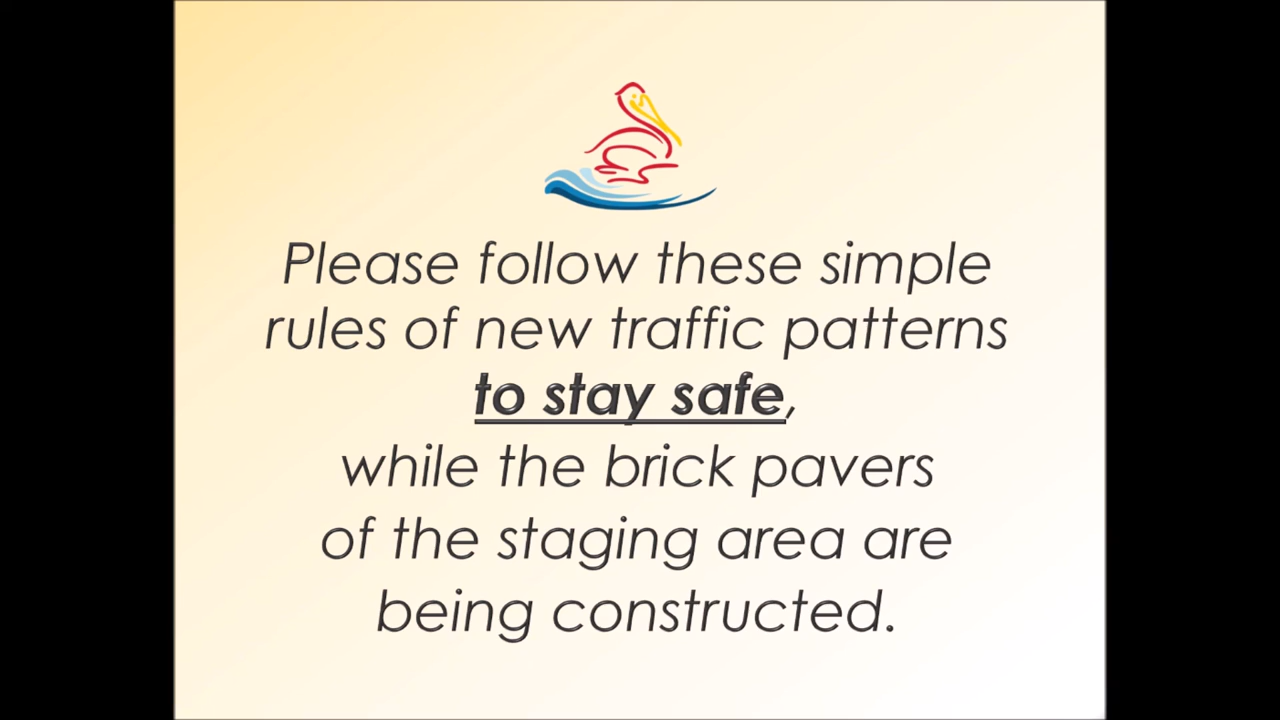 Please follow these simple
rules of new traffic patterns
to stay safe,
while the brick pavers
of the staging area are
being constructed.